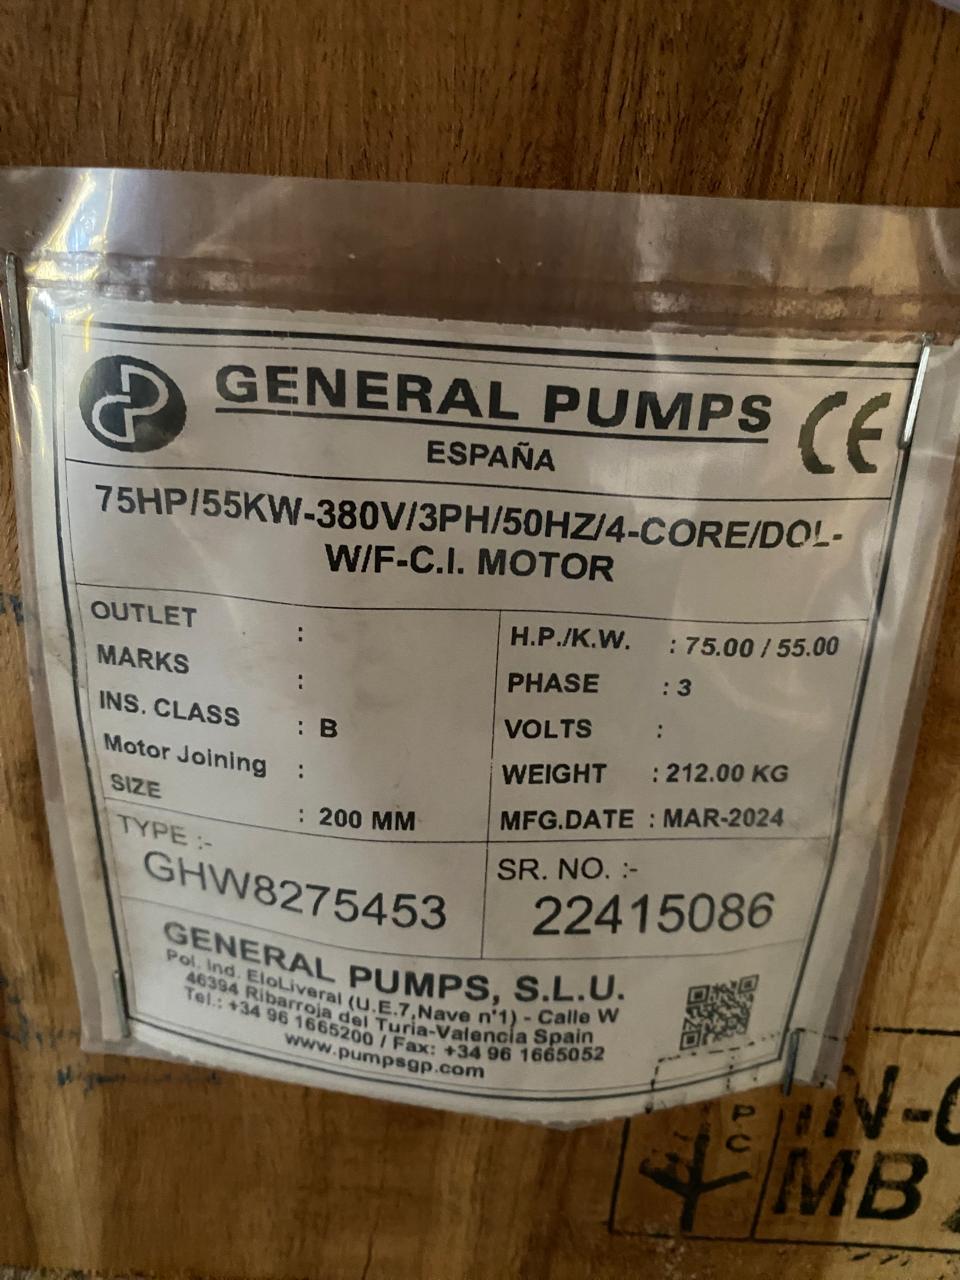 GENERAL PUMPS
ESPAÑA
CE
75HP/55KW-380V/3PH/50HZ/4-CORE/DOL-
W/F-C.I. MOTOR
OUTLET :
MARKS :
INS. CLASS : B
Motor Joining :
SIZE : 200 MM
H.P./K.W. : 75.00 / 55.00
PHASE : 3
VOLTS :
WEIGHT : 212.00 KG
MFG.DATE : MAR-2024
TYPE :-
GHW8275453
SR. NO. :-
22415086
GENERAL PUMPS, S.L.U.
Pol. Ind. EloLiveral (U.E.7,Nave n°1) - Calle W
46394 Ribarroja del Turia-Valencia Spain
Tel.: +34 96 1665200 / Fax: +34 96 1665052
www.pumpsgp.com
IPPC
IN-
MB